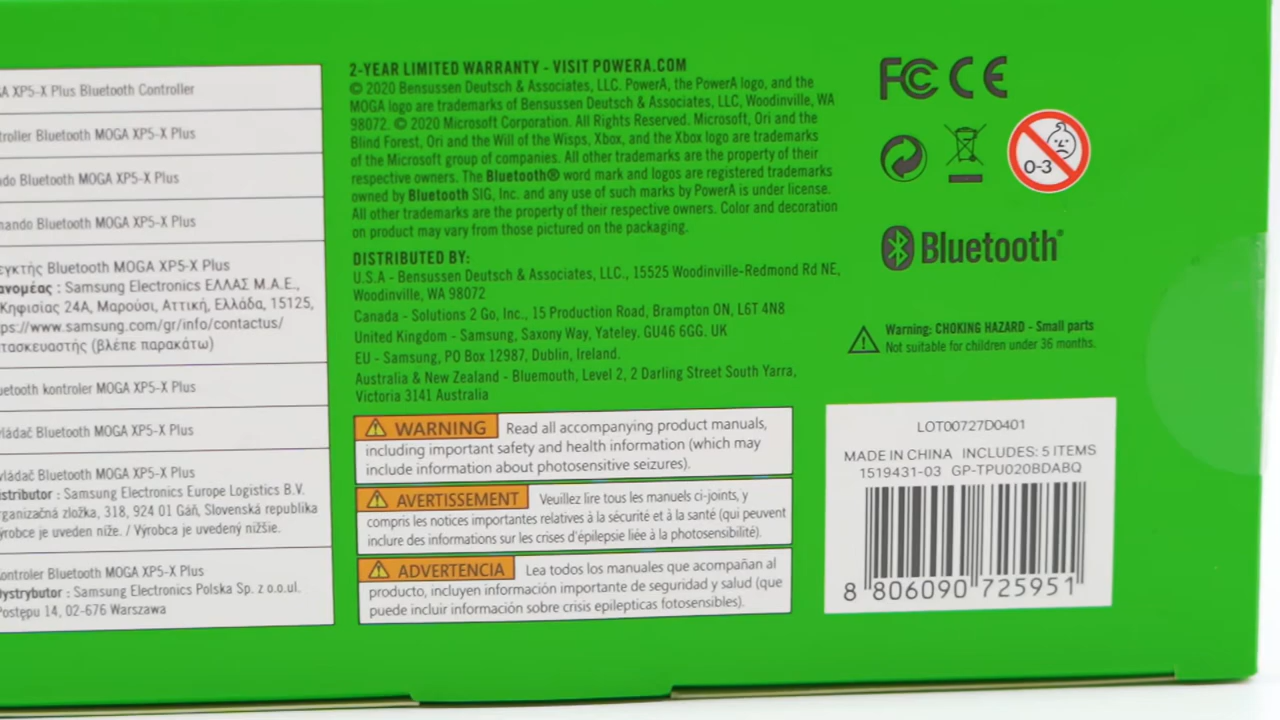 XP5-X Plus Bluetooth Controller
Bluetooth MOGA XP5-X Plus
Bluetooth MOGA XP5-X Plus
Bluetooth MOGA XP5-X Plus
Bluetooth MOGA XP5-X Plus
: Samsung Electronics ΕΛΛΑΣ Μ.Α.Ε.,
Κηφισίας 24Α, Μαρούσι, Αττική, Ελλάδα, 15125,
ps://www.samsung.com/gr/info/contactus/
(βλέπε παρακάτω)
kontroler MOGA XP5-X Plus
Bluetooth MOGA XP5-X Plus
Bluetooth MOGA XP5-X Plus
: Samsung Electronics Europe Logistics B.V.
zložka, 318, 924 01 Gáň, Slovenská republika
je uveden níže. / Výrobca je uvedený nižšie.
Bluetooth MOGA XP5-X Plus
: Samsung Electronics Polska Sp. z o.o.ul.
Postępu 14, 02-676 Warszawa
2-YEAR LIMITED WARRANTY - VISIT POWERA.COM
© 2020 Bensussen Deutsch & Associates, LLC. PowerA, the PowerA logo, and the
MOGA logo are trademarks of Bensussen Deutsch & Associates, LLC, Woodinville, WA
98072. © 2020 Microsoft Corporation. All Rights Reserved. Microsoft, Ori and the
Blind Forest, Ori and the Will of the Wisps, Xbox, and the Xbox logo are trademarks
of the Microsoft group of companies. All other trademarks are the property of their
respective owners. The Bluetooth® word mark and logos are registered trademarks
owned by Bluetooth SIG, Inc. and any use of such marks by PowerA is under license.
All other trademarks are the property of their respective owners. Color and decoration
on product may vary from those pictured on the packaging.
DISTRIBUTED BY:
U.S.A - Bensussen Deutsch & Associates, LLC., 15525 Woodinville-Redmond Rd NE,
Woodinville, WA 98072
Canada - Solutions 2 Go, Inc., 15 Production Road, Brampton ON, L6T 4N8
United Kingdom - Samsung, Saxony Way, Yateley. GU46 6GG. UK
EU - Samsung, PO Box 12987, Dublin, Ireland.
Australia & New Zealand - Bluemouth, Level 2, 2 Darling Street South Yarra,
Victoria 3141 Australia
WARNING Read all accompanying product manuals,
including important safety and health information (which may
include information about photosensitive seizures).
AVERTISSEMENT Veuillez lire tous les manuels ci-joints, y
compris les notices importantes relatives à la sécurité et à la santé (qui peuvent
inclure des informations sur les crises d'épilepsie liée à la photosensibilité).
ADVERTENCIA Lea todos los manuales que acompañan al
producto, incluyen información importante de seguridad y salud (que
puede incluir información sobre crisis epilepticas fotosensibles).
FC CE
0-3
Bluetooth®
Warning: CHOKING HAZARD - Small parts
Not suitable for children under 36 months.
LOT00727D0401
MADE IN CHINA INCLUDES: 5 ITEMS
1519431-03 GP-TPU020BDABQ
8 806090 725951